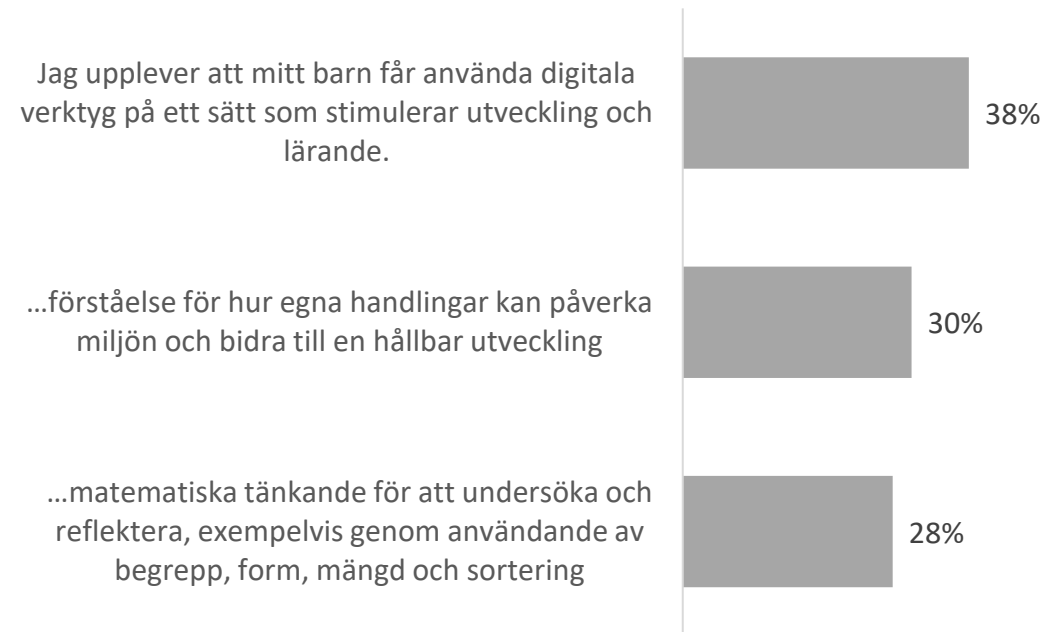 Jag upplever att mitt barn får använda digitala
verktyg på ett sätt som stimulerar utveckling och
lärande.
38%
…förståelse för hur egna handlingar kan påverka
miljön och bidra till en hållbar utveckling
30%
…matematiska tänkande för att undersöka och
reflektera, exempelvis genom användande av
begrepp, form, mängd och sortering
28%